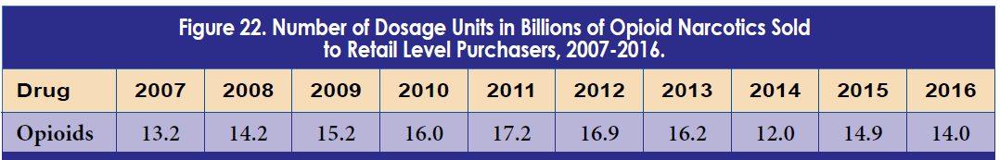 Figure 22. Number of Dosage Units in Billions of Opioid Narcotics Sold
to Retail Level Purchasers, 2007-2016.
Drug 2007 2008 2009 2010 2011 2012 2013 2014 2015 2016
Opioids 13.2 14.2 15.2 16.0 17.2 16.9 16.2 12.0 14.9 14.0